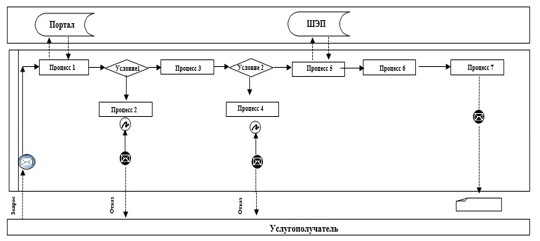 Портал
ШЭП
Процесс 1
Условие1
Процесс 3
Условие 2
Процесс 5
Процесс 6
Процесс 7
Процесс 2
Процесс 4
Запрос
Отказ
Отказ
Услугополучатель